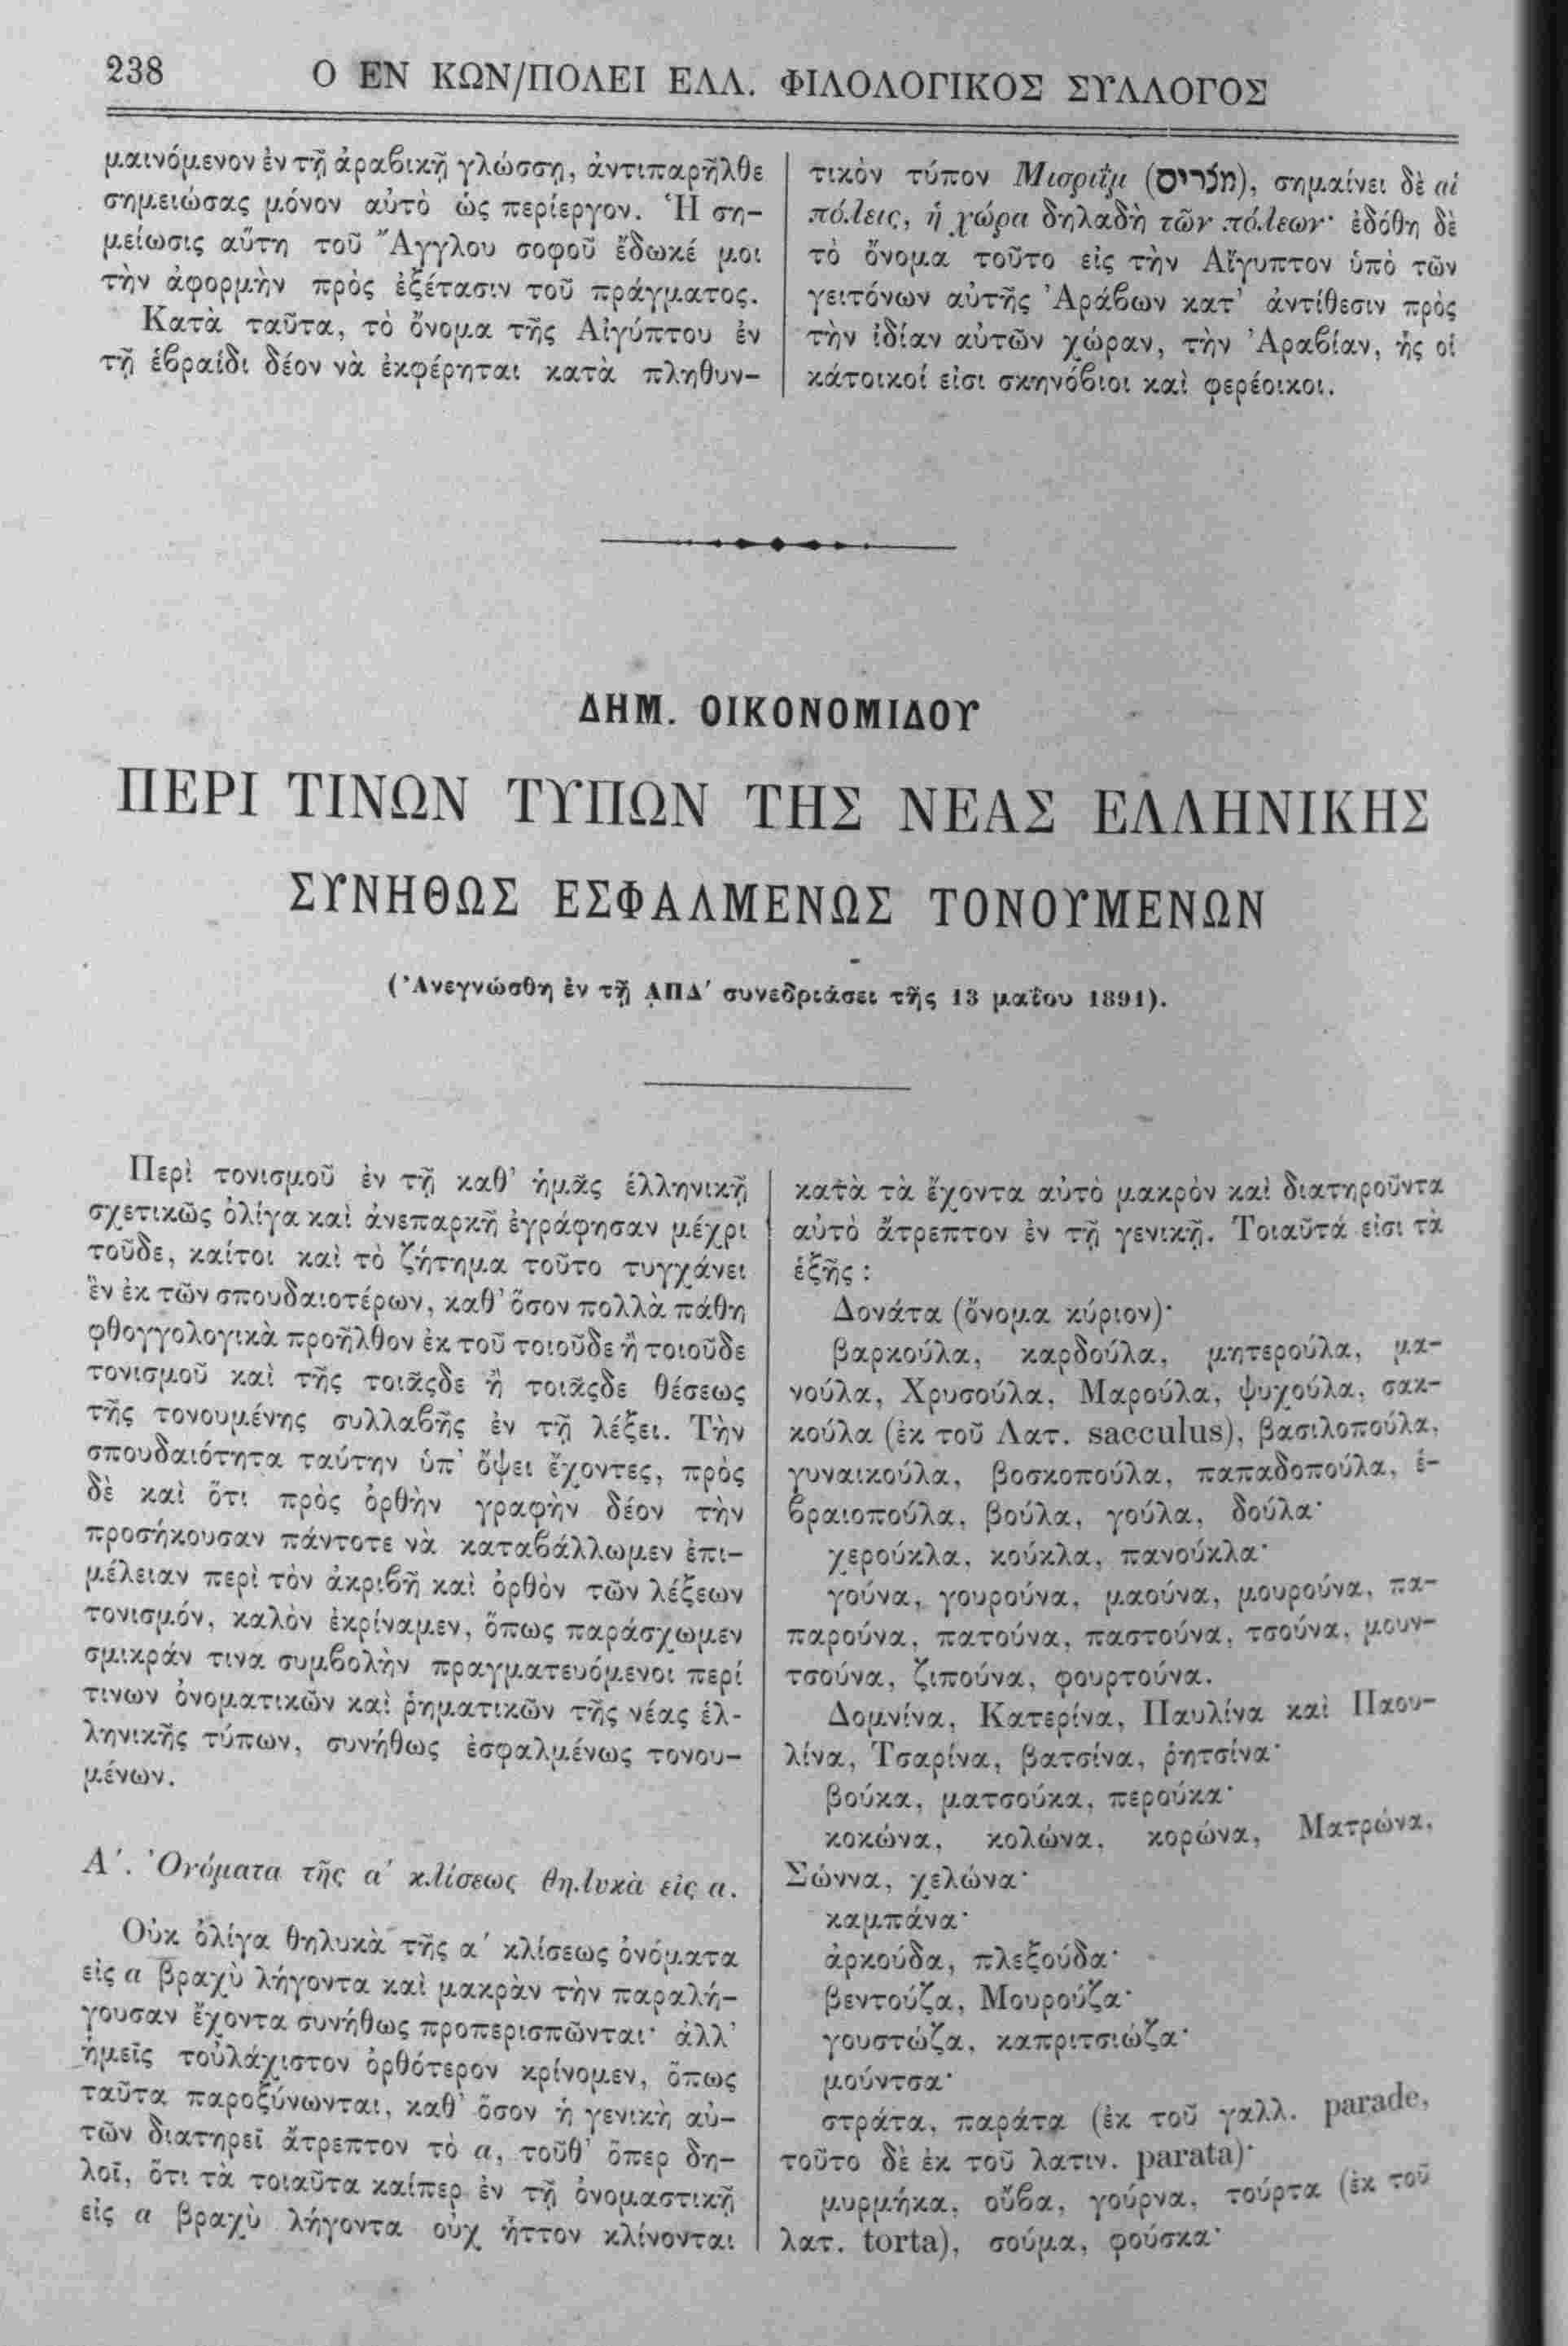 238
Ο ΕΝ ΚΩΝ/ΠΟΛΕΙ ΕΛΛ. ΦΙΛΟΛΟΓΙΚΟΣ ΣΥΛΛΟΓΟΣ
μαινόμενον ἐν τῇ ἀραβικῇ γλώσσῃ, ἀντιπαρῆλθε
σημειώσας μόνον αὐτὸ ὡς περίεργον. Ἡ ση-
μείωσις αὕτη τοῦ Ἄγγλου σοφοῦ ἔδωκέ μοι
τὴν ἀφορμὴν πρὸς ἐξέτασιν τοῦ πράγματος.
Κατὰ ταῦτα, τὸ ὄνομα τῆς Αἰγύπτου ἐν
τῇ ἑβραΐδι δέον νὰ ἐκφέρηται κατὰ πληθυν-
τικὸν τύπον Μισραΐμ (מצרים), σημαίνει δὲ αἱ
πόλεις, ἡ χώρα δηλαδὴ τῶν πόλεων· ἐδόθη δὲ
τὸ ὄνομα τοῦτο εἰς τὴν Αἴγυπτον ὑπὸ τῶν
γειτόνων αὐτῆς Ἀράβων κατ' ἀντίθεσιν πρὸς
τὴν ἰδίαν αὐτῶν χώραν, τὴν Ἀραβίαν, ἧς οἱ
κάτοικοί εἰσι σκηνόβιοι καὶ φερέοικοι.
ΔΗΜ. ΟΙΚΟΝΟΜΙΔΟΥ
ΠΕΡΙ ΤΙΝΩΝ ΤΥΠΩΝ ΤΗΣ ΝΕΑΣ ΕΛΛΗΝΙΚΗΣ
ΣΥΝΗΘΩΣ ΕΣΦΑΛΜΕΝΩΣ ΤΟΝΟΥΜΕΝΩΝ
(Ἀνεγνώσθη ἐν τῇ ͵ΑΠΔ' συνεδριάσει τῆς 13 μαΐου 1891).
Περὶ τονισμοῦ ἐν τῇ καθ' ἡμᾶς ἑλληνικῇ
σχετικῶς ὀλίγα καὶ ἀνεπαρκῆ ἐγράφησαν μέχρι
τοῦδε, καίτοι καὶ τὸ ζήτημα τοῦτο τυγχάνει
ἓν ἐκ τῶν σπουδαιοτέρων, καθ' ὅσον πολλὰ πάθη
φθογγολογικὰ προῆλθον ἐκ τοῦ τοιοῦδε ἢ τοιοῦδε
τονισμοῦ καὶ τῆς τοιᾶςδε ἢ τοιᾶςδε θέσεως
τῆς τονουμένης συλλαβῆς ἐν τῇ λέξει. Τὴν
σπουδαιότητα ταύτην ὑπ' ὄψει ἔχοντες, πρὸς
δὲ καὶ ὅτι πρὸς ὀρθὴν γραφὴν δέον τὴν
προσήκουσαν πάντοτε νὰ καταβάλλωμεν ἐπι-
μέλειαν περὶ τὸν ἀκριβῆ καὶ ὀρθὸν τῶν λέξεων
τονισμόν, καλὸν ἐκρίναμεν, ὅπως παράσχωμεν
σμικράν τινα συμβολὴν πραγματευόμενοι περί
τινων ὀνοματικῶν καὶ ῥηματικῶν τῆς νέας ἑλ-
ληνικῆς τύπων, συνήθως ἐσφαλμένως τονου-
μένων.
Α'. Ὀνόματα τῆς α' κλίσεως θηλυκὰ εἰς α.
Οὐκ ὀλίγα θηλυκὰ τῆς α' κλίσεως ὀνόματα
εἰς α βραχὺ λήγοντα καὶ μακρὰν τὴν παραλή-
γουσαν ἔχοντα συνήθως προπερισπῶνται· ἀλλ'
ἡμεῖς τοὐλάχιστον ὀρθότερον κρίνομεν, ὅπως
ταῦτα παροξύνωνται, καθ' ὅσον ἡ γενικὴ αὐ-
τῶν διατηρεῖ ἄτρεπτον τὸ α, τοῦθ' ὅπερ δη-
λοῖ, ὅτι τὰ τοιαῦτα καίπερ ἐν τῇ ὀνομαστικῇ
εἰς α βραχὺ λήγοντα οὐχ ἧττον κλίνονται
κατὰ τὰ ἔχοντα αὐτὸ μακρὸν καὶ διατηροῦντα
αὐτὸ ἄτρεπτον ἐν τῇ γενικῇ. Τοιαῦτά εἰσι τὰ
ἑξῆς :
Δονάτα (ὄνομα κύριον)·
βαρκούλα, καρδούλα, μητερούλα, μα-
νούλα, Χρυσούλα, Μαρούλα, ψυχούλα, σακ-
κούλα (ἐκ τοῦ Λατ. sacculus), βασιλοπούλα,
γυναικούλα, βοσκοπούλα, παπαδοπούλα, ἑ-
βραιοπούλα, βούλα, γούλα, δούλα·
χερούκλα, κούκλα, πανούκλα·
γούνα, γουρούνα, μαούνα, μουρούνα, πα-
παρούνα, πατούνα, παστούνα, τσούνα, μουν-
τσούνα, ζιπούνα, φουρτούνα.
Δομνίνα, Κατερίνα, Παυλίνα καὶ Παου-
λίνα, Τσαρίνα, βατσίνα, ῥητσίνα·
βούκα, ματσούκα, περούκα·
κοκώνα, κολώνα, κορώνα, Ματρώνα,
Σώννα, χελώνα·
καμπάνα·
ἀρκούδα, πλεξούδα·
βεντούζα, Μουρούζα·
γουστώζα, καπριτσιώζα·
μούντσα·
στράτα, παράτα (ἐκ τοῦ γαλλ. parade,
τοῦτο δὲ ἐκ τοῦ λατιν. parata)·
μυρμήκα, οὔβα, γούρνα, τούρτα (ἐκ τοῦ
λατ. torta), σούμα, φούσκα·